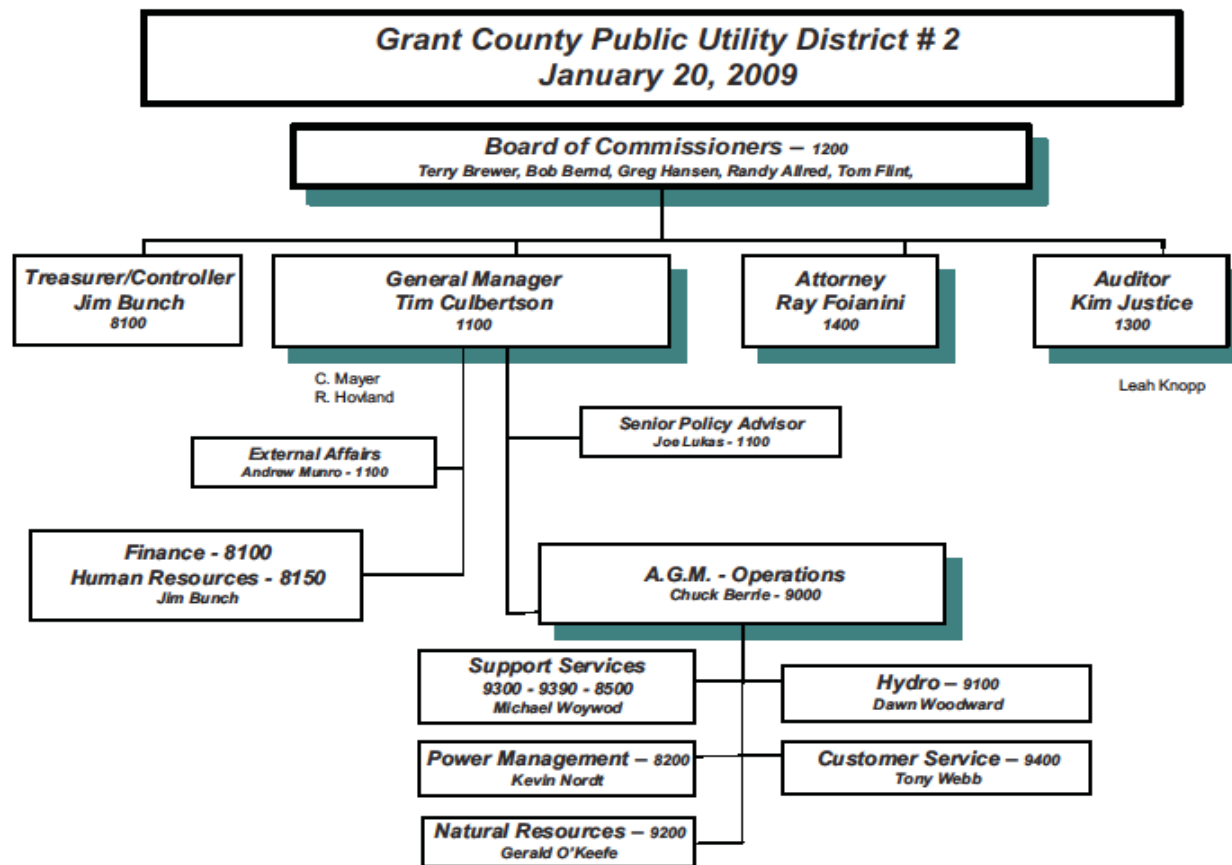 Grant County Public Utility District # 2
January 20, 2009
Board of Commissioners – 1200
Terry Brewer, Bob Bernd, Greg Hansen, Randy Allred, Tom Flint,
Treasurer/Controller
Jim Bunch
8100
General Manager
Tim Culbertson
1100
Attorney
Ray Foianini
1400
Auditor
Kim Justice
1300
C. Mayer
R. Hovland
Leah Knopp
Senior Policy Advisor
Joe Lukas - 1100
External Affairs
Andrew Munro - 1100
Finance - 8100
Human Resources - 8150
Jim Bunch
A.G.M. - Operations
Chuck Berrie - 9000
Support Services
9300 - 9390 - 8500
Michael Woywod
Hydro – 9100
Dawn Woodward
Power Management – 8200
Kevin Nordt
Customer Service – 9400
Tony Webb
Natural Resources – 9200
Gerald O'Keefe